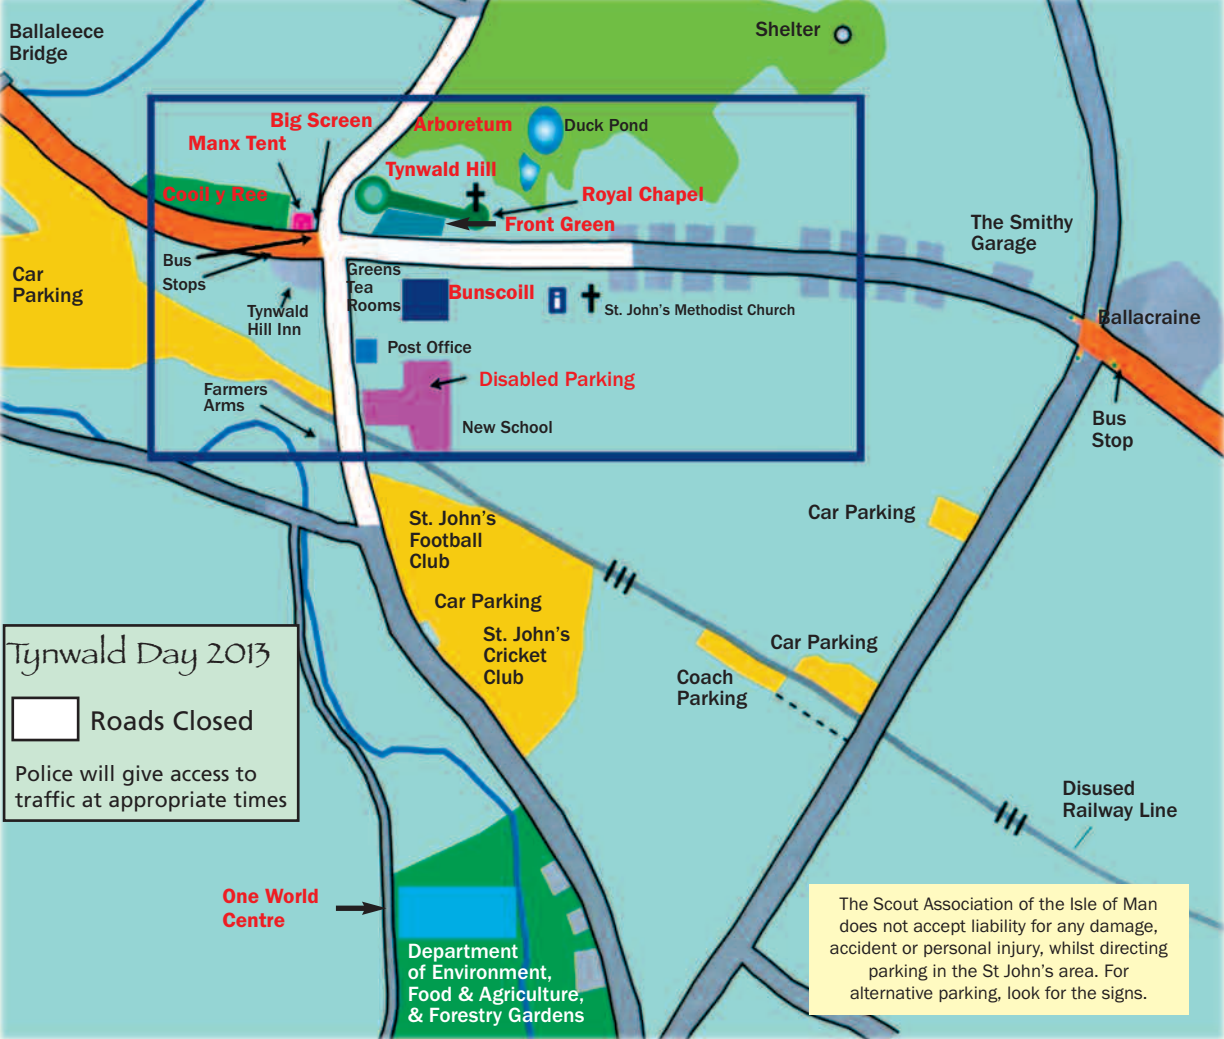 Ballaleece
Bridge
Shelter
Big Screen
Manx Tent
Arboretum
Duck Pond
Tynwald Hill
Cooil y Ree
Royal Chapel
Front Green
The Smithy
Garage
Car
Parking
Bus
Stops
Greens
Tea
Rooms
Bunscoill
i
St. John's Methodist Church
Tynwald
Hill Inn
Ballacraine
Post Office
Disabled Parking
Farmers
Arms
New School
Bus
Stop
Car Parking
St. John's
Football
Club
Car Parking
St. John's
Cricket
Club
Car Parking
Coach
Parking
Tynwald Day 2013
Roads Closed
Police will give access to
traffic at appropriate times
Disused
Railway Line
One World
Centre
Department
of Environment,
Food & Agriculture,
& Forestry Gardens
The Scout Association of the Isle of Man
does not accept liability for any damage,
accident or personal injury, whilst directing
parking in the St John's area. For
alternative parking, look for the signs.